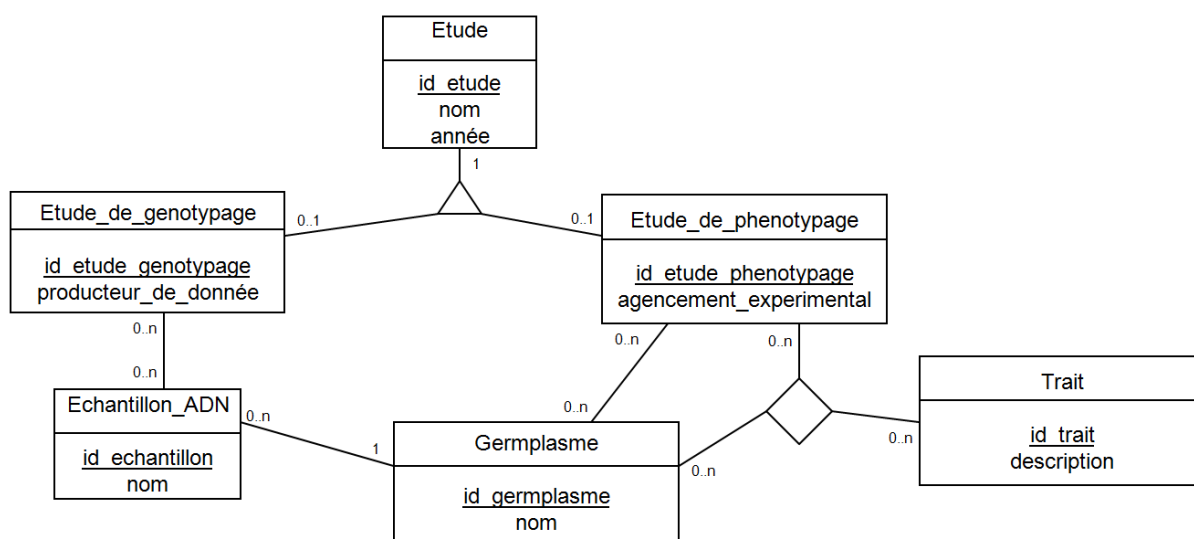 Etude
id_etude
nom
année
1
Etude_de_genotypage
id_etude_genotypage
producteur_de_donnée
0..1
0..1
Etude_de_phenotypage
id_etude_phenotypage
agencement_experimental
0..n
0..n
0..n
0..n
Echantillon_ADN
id_echantillon
nom
0..n
1
0..n
Germplasme
id_germplasme
nom
0..n
0..n
Trait
id_trait
description